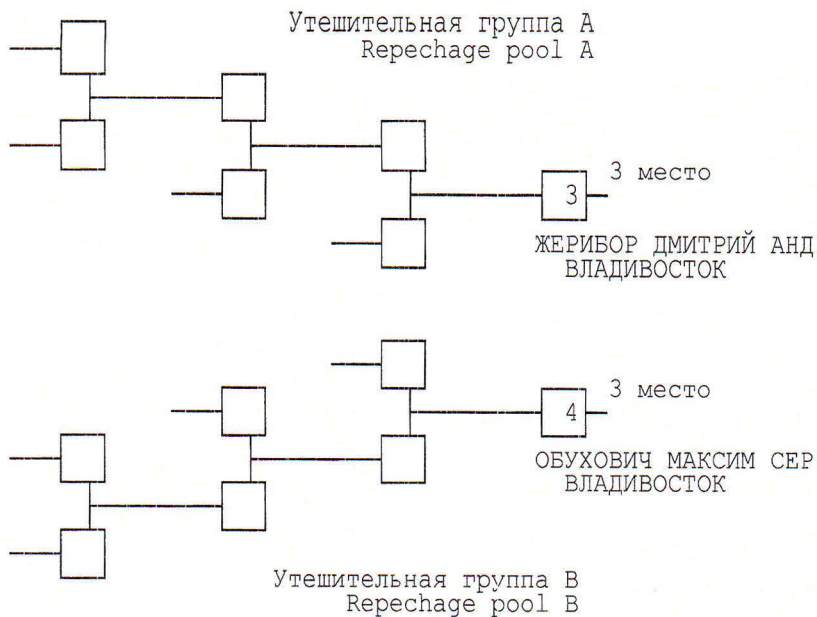 Утешительная группа А
Repechage pool A
3 место
3
ЖЕРИБОР ДМИТРИЙ АНД
ВЛАДИВОСТОК
3 место
4
ОБУХОВИЧ МАКСИМ СЕР
ВЛАДИВОСТОК
Утешительная группа В
Repechage pool B